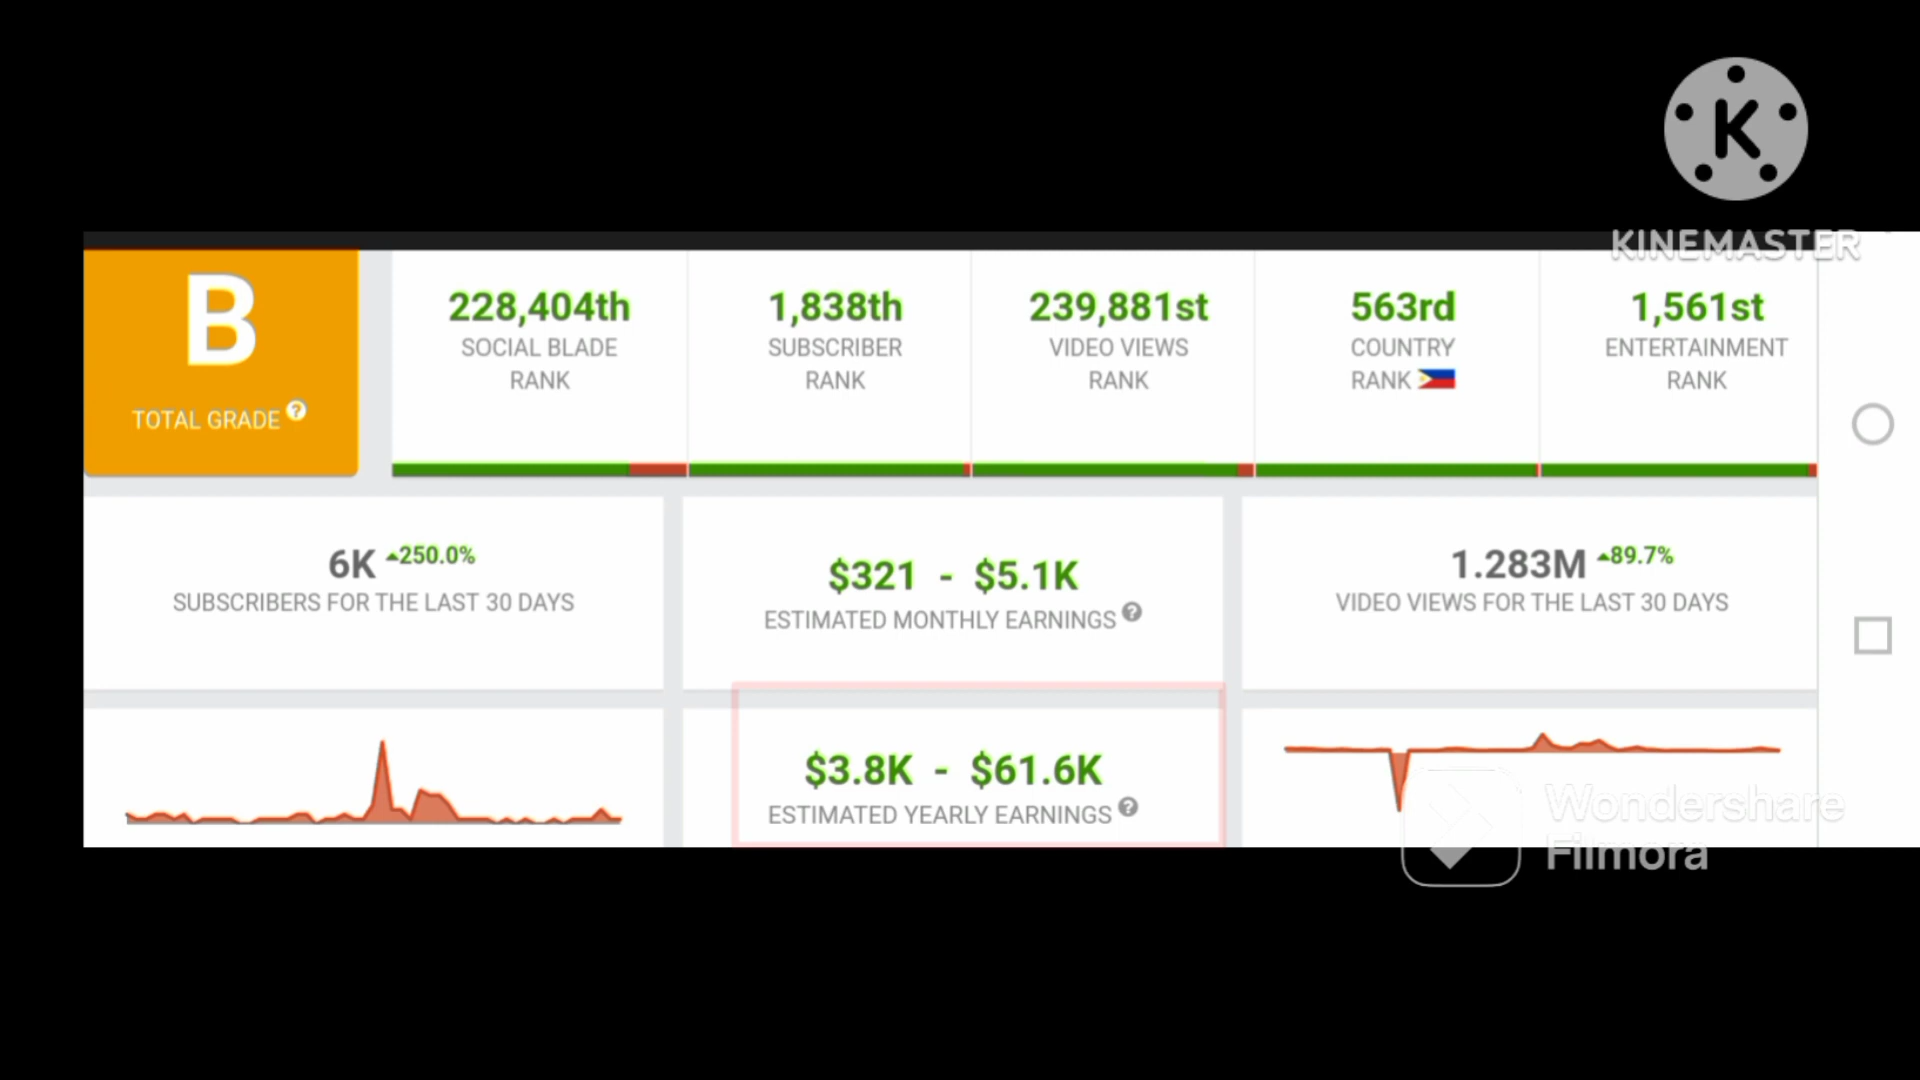 K
KINEMASTER
B
TOTAL GRADE ?
228,404th
SOCIAL BLADE
RANK
1,838th
SUBSCRIBER
RANK
239,881st
VIDEO VIEWS
RANK
563rd
COUNTRY
RANK
1,561st
ENTERTAINMENT
RANK
6K 250.0%
SUBSCRIBERS FOR THE LAST 30 DAYS
$321 - $5.1K
ESTIMATED MONTHLY EARNINGS ?
1.283M 89.7%
VIDEO VIEWS FOR THE LAST 30 DAYS
$3.8K - $61.6K
ESTIMATED YEARLY EARNINGS ?
Wondershare
Filmora